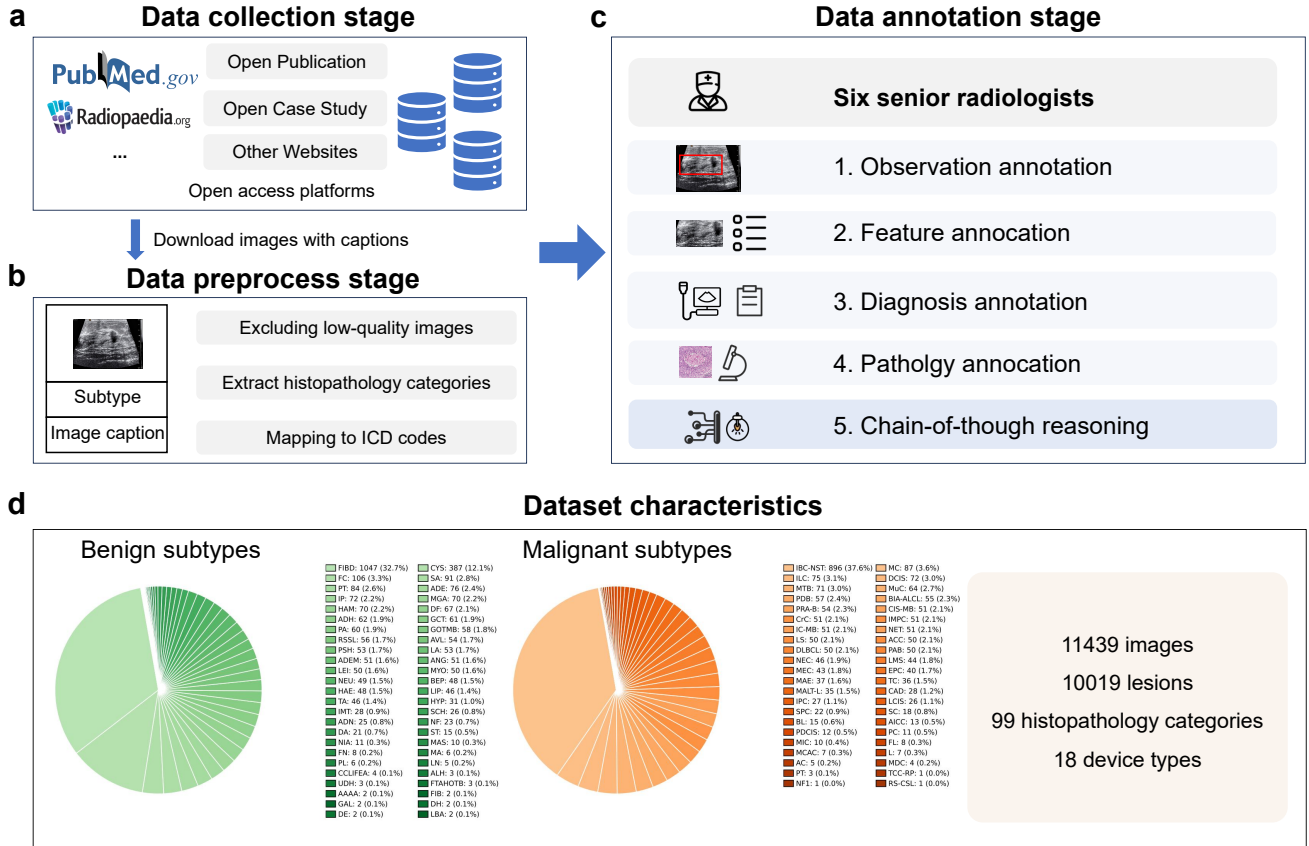 a
Data collection stage
PubMed.gov
Radiopaedia.org
...
Open Publication
Open Case Study
Other Websites
Open access platforms
Download images with captions
b
Data preprocess stage
Subtype
Image caption
Excluding low-quality images
Extract histopathology categories
Mapping to ICD codes
c
Data annotation stage
Six senior radiologists
1. Observation annotation
2. Feature annocation
3. Diagnosis annotation
4. Patholgy annocation
5. Chain-of-though reasoning
d
Dataset characteristics
Benign subtypes
FIBD: 1047 (32.7%)
FC: 106 (3.3%)
PT: 84 (2.6%)
IP: 72 (2.2%)
HAM: 70 (2.2%)
ADH: 62 (1.9%)
PA: 60 (1.9%)
RSSL: 56 (1.7%)
PSH: 53 (1.7%)
ADEM: 51 (1.6%)
LEI: 50 (1.6%)
NEU: 49 (1.5%)
HAE: 48 (1.5%)
TA: 46 (1.4%)
IMT: 28 (0.9%)
ADN: 25 (0.8%)
DA: 21 (0.7%)
NIA: 11 (0.3%)
FN: 8 (0.2%)
PL: 6 (0.2%)
CCLIFEA: 4 (0.1%)
UDH: 3 (0.1%)
AAAA: 2 (0.1%)
GAL: 2 (0.1%)
DE: 2 (0.1%)
CYS: 387 (12.1%)
SA: 91 (2.8%)
ADE: 76 (2.4%)
MGA: 70 (2.2%)
DF: 67 (2.1%)
GCT: 61 (1.9%)
GOTMB: 58 (1.8%)
AVL: 54 (1.7%)
LA: 53 (1.7%)
ANG: 51 (1.6%)
MYO: 50 (1.6%)
BEP: 48 (1.5%)
LIP: 46 (1.4%)
HYP: 31 (1.0%)
SCH: 26 (0.8%)
NF: 23 (0.7%)
ST: 15 (0.5%)
MAS: 10 (0.3%)
MA: 6 (0.2%)
LN: 5 (0.2%)
ALH: 3 (0.1%)
FTAHOTB: 3 (0.1%)
FIB: 2 (0.1%)
DH: 2 (0.1%)
LBA: 2 (0.1%)
Malignant subtypes
IBC-NST: 896 (37.6%)
ILC: 75 (3.1%)
MTB: 71 (3.0%)
PDB: 57 (2.4%)
PRA-B: 54 (2.3%)
CrC: 51 (2.1%)
IC-MB: 51 (2.1%)
LS: 50 (2.1%)
DLBCL: 50 (2.1%)
NEC: 46 (1.9%)
MEC: 43 (1.8%)
MAE: 37 (1.6%)
MALT-L: 35 (1.5%)
IPC: 27 (1.1%)
SPC: 22 (0.9%)
BL: 15 (0.6%)
PDCIS: 12 (0.5%)
MIC: 10 (0.4%)
MCAC: 7 (0.3%)
AC: 5 (0.2%)
PT: 3 (0.1%)
NF1: 1 (0.0%)
MC: 87 (3.6%)
DCIS: 72 (3.0%)
MuC: 64 (2.7%)
BIA-ALCL: 55 (2.3%)
CIS-MB: 51 (2.1%)
IMPC: 51 (2.1%)
NET: 51 (2.1%)
ACC: 50 (2.1%)
PAB: 50 (2.1%)
LMS: 44 (1.8%)
EPC: 40 (1.7%)
TC: 36 (1.5%)
CAD: 28 (1.2%)
LCIS: 26 (1.1%)
SC: 18 (0.8%)
AICC: 13 (0.5%)
PC: 11 (0.5%)
FL: 8 (0.3%)
L: 7 (0.3%)
MDC: 4 (0.2%)
TCC-RP: 1 (0.0%)
RS-CSL: 1 (0.0%)
11439 images
10019 lesions
99 histopathology categories
18 device types